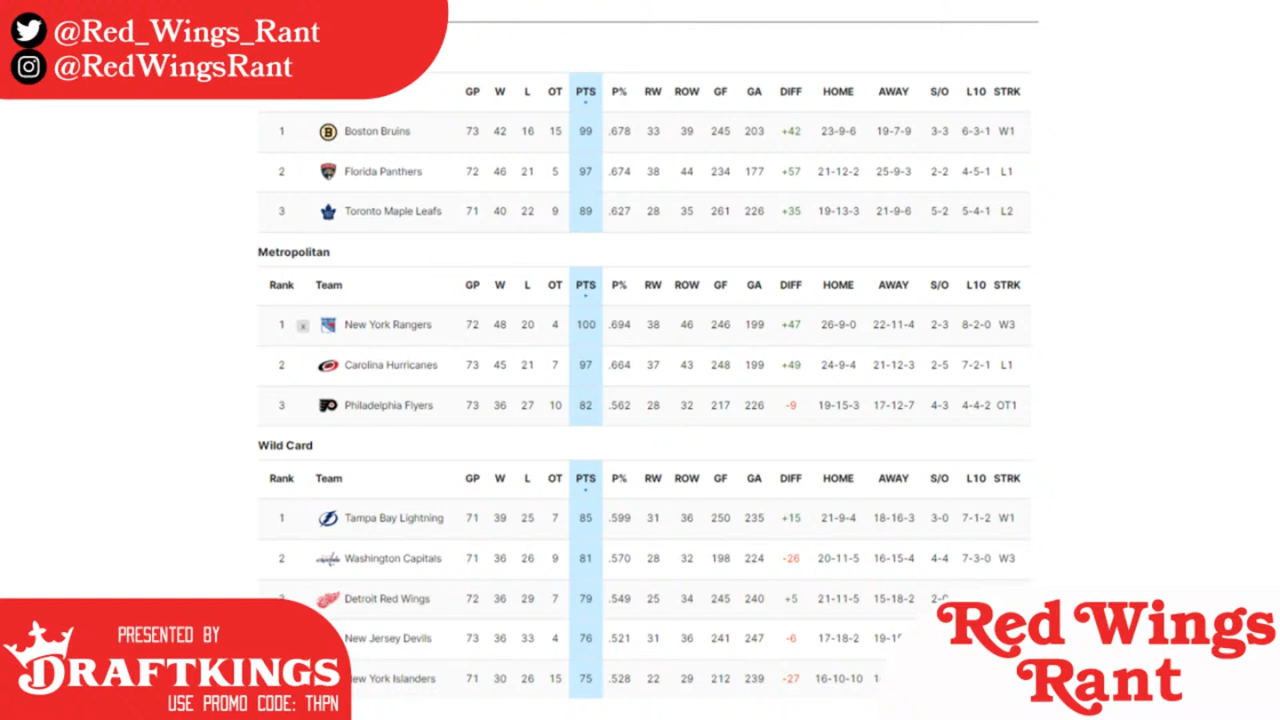 @Red_Wings_Rant
@RedWingsRant
GP W L OT PTS P% RW ROW GF GA DIFF HOME AWAY S/O L10 STRK
1 Boston Bruins 73 42 16 15 99 .678 33 39 245 203 +42 23-9-6 19-7-9 3-3 6-3-1 W1
2 Florida Panthers 72 46 21 5 97 .674 38 44 234 177 +57 21-12-2 25-9-3 2-2 4-5-1 L1
3 Toronto Maple Leafs 71 40 22 9 89 .627 28 35 261 226 +35 19-13-3 21-9-6 5-2 5-4-1 L2
Metropolitan
Rank Team GP W L OT PTS P% RW ROW GF GA DIFF HOME AWAY S/O L10 STRK
1 x New York Rangers 72 48 20 4 100 .694 38 46 246 199 +47 26-9-0 22-11-4 2-3 8-2-0 W3
2 Carolina Hurricanes 73 45 21 7 97 .664 37 43 248 199 +49 24-9-4 21-12-3 2-5 7-2-1 L1
3 Philadelphia Flyers 73 36 27 10 82 .562 28 32 217 226 -9 19-15-3 17-12-7 4-3 4-4-2 OT1
Wild Card
Rank Team GP W L OT PTS P% RW ROW GF GA DIFF HOME AWAY S/O L10 STRK
1 Tampa Bay Lightning 71 39 25 7 85 .599 31 36 250 235 +15 21-9-4 18-16-3 3-0 7-1-2 W1
2 Washington Capitals 71 36 26 9 81 .570 28 32 198 224 -26 20-11-5 16-15-4 4-4 7-3-0 W3
Detroit Red Wings 72 36 29 7 79 .549 25 34 245 240 +5 21-11-5 15-18-2
New Jersey Devils 73 36 33 4 76 .521 31 36 241 247 -6 17-18-2
York Islanders 71 30 26 15 75 .528 22 29 212 239 -27 16-10-10
PRESENTED BY
DRAFTKINGS
USE PROMO CODE: THPN
Red Wings
Rant